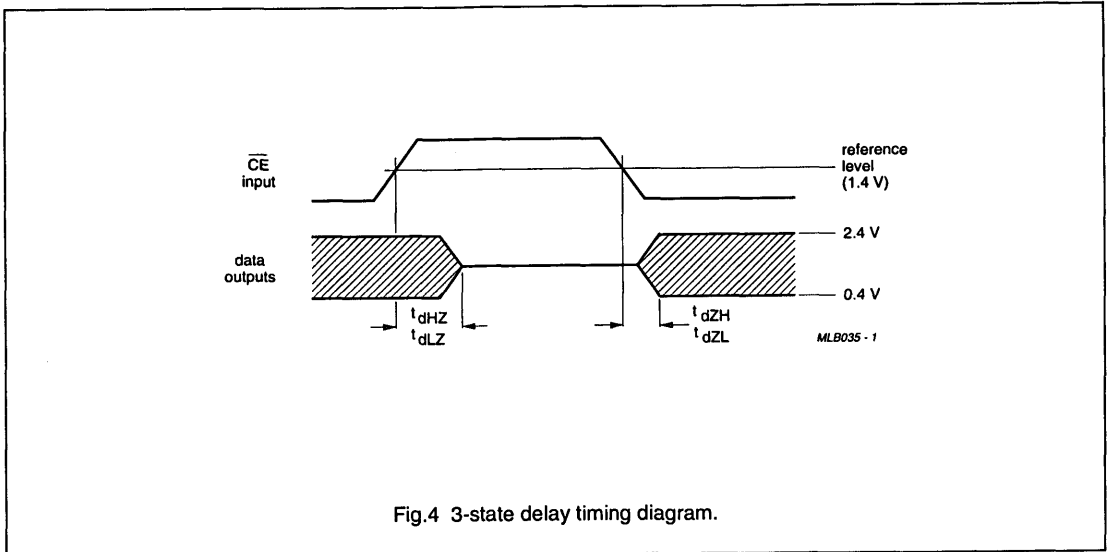 CE
input
reference
level
(1.4 V)
2.4 V
data
outputs
0.4 V
t dHZ
t dLZ
t dZH
t dZL
MLB035 - 1
Fig.4 3-state delay timing diagram.